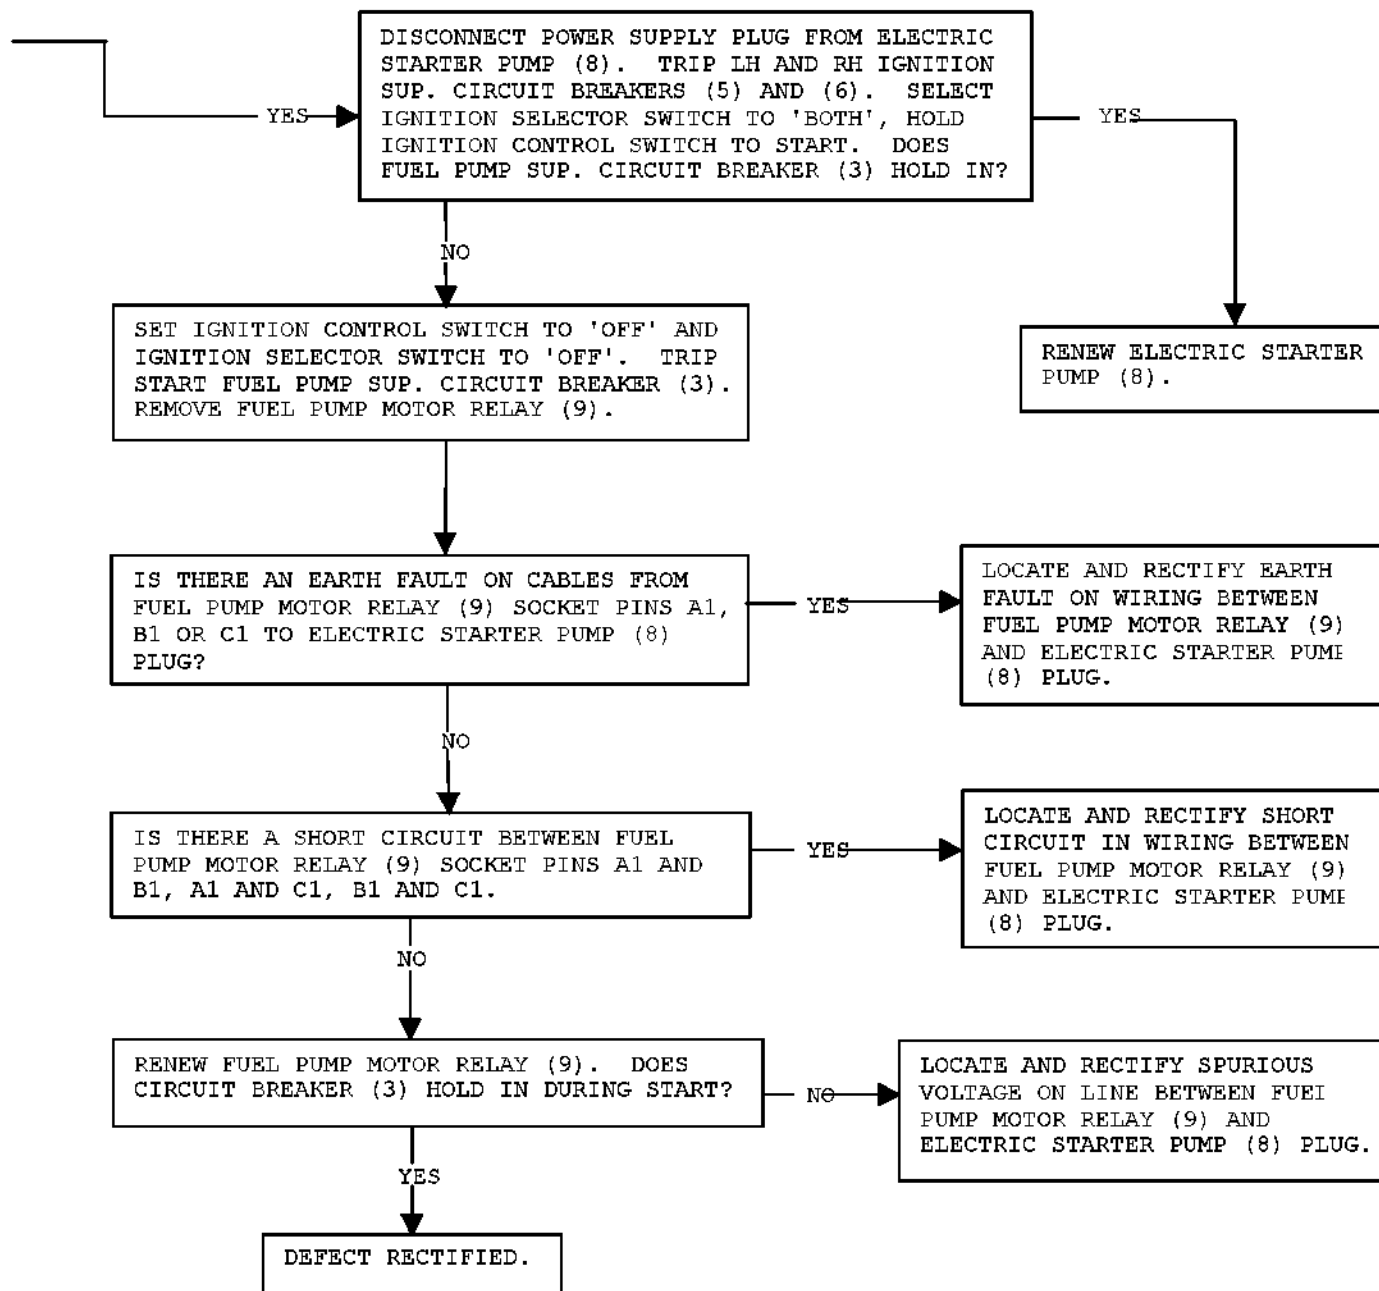 DISCONNECT POWER SUPPLY PLUG FROM ELECTRIC
STARTER PUMP (8). TRIP LH AND RH IGNITION
SUP. CIRCUIT BREAKERS (5) AND (6). SELECT
IGNITION SELECTOR SWITCH TO 'BOTH', HOLD
IGNITION CONTROL SWITCH TO START. DOES
FUEL PUMP SUP. CIRCUIT BREAKER (3) HOLD IN?
YES
YES
NO
SET IGNITION CONTROL SWITCH TO 'OFF' AND
IGNITION SELECTOR SWITCH TO 'OFF'. TRIP
START FUEL PUMP SUP. CIRCUIT BREAKER (3).
REMOVE FUEL PUMP MOTOR RELAY (9).
RENEW ELECTRIC STARTER
PUMP (8).
IS THERE AN EARTH FAULT ON CABLES FROM
FUEL PUMP MOTOR RELAY (9) SOCKET PINS A1,
B1 OR C1 TO ELECTRIC STARTER PUMP (8)
PLUG?
YES
LOCATE AND RECTIFY EARTH
FAULT ON WIRING BETWEEN
FUEL PUMP MOTOR RELAY (9)
AND ELECTRIC STARTER PUMP
(8) PLUG.
NO
IS THERE A SHORT CIRCUIT BETWEEN FUEL
PUMP MOTOR RELAY (9) SOCKET PINS A1 AND
B1, A1 AND C1, B1 AND C1.
YES
LOCATE AND RECTIFY SHORT
CIRCUIT IN WIRING BETWEEN
FUEL PUMP MOTOR RELAY (9)
AND ELECTRIC STARTER PUMP
(8) PLUG.
NO
RENEW FUEL PUMP MOTOR RELAY (9). DOES
CIRCUIT BREAKER (3) HOLD IN DURING START?
NO
LOCATE AND RECTIFY SPURIOUS
VOLTAGE ON LINE BETWEEN FUEL
PUMP MOTOR RELAY (9) AND
ELECTRIC STARTER PUMP (8) PLUG.
YES
DEFECT RECTIFIED.